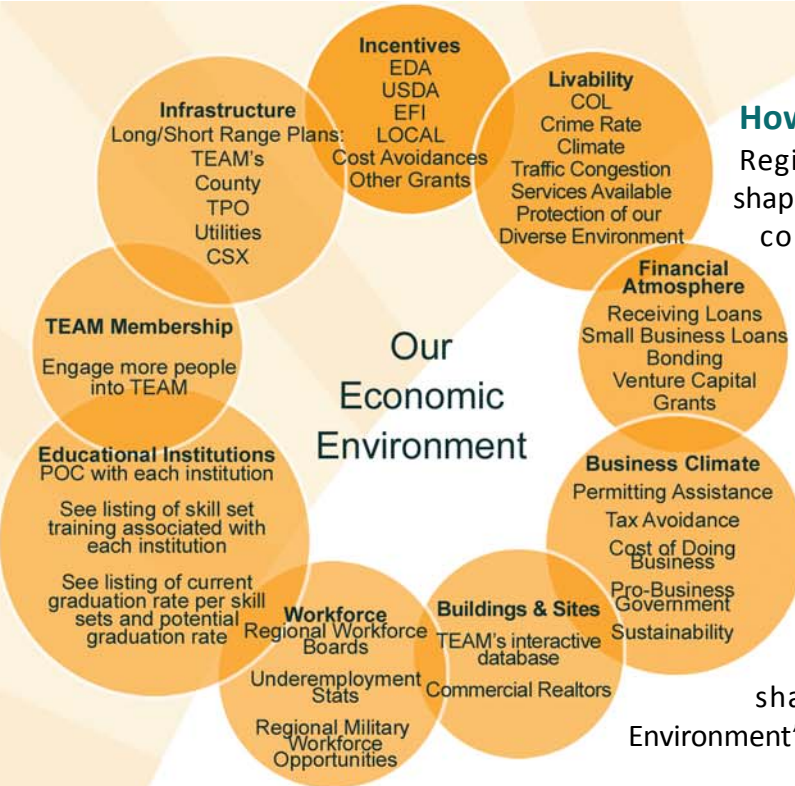 Incentives
EDA
USDA
EFI
LOCAL
Cost Avoidances
Other Grants
Livability
COL
Crime Rate
Climate
Traffic Congestion
Services Available
Protection of our
Diverse Environment
Financial
Atmosphere
Receiving Loans
Small Business Loans
Bonding
Venture Capital
Grants
Business Climate
Permitting Assistance
Tax Avoidance
Cost of Doing
Business
Pro-Business
Government
Sustainability
Buildings & Sites
TEAM's interactive
database
Commercial Realtors
Workforce
Regional Workforce
Boards
Underemployment
Stats
Regional Military
Workforce
Opportunities
Educational Institutions
POC with each institution
See listing of skill set
training associated with
each institution
See listing of current
graduation rate per skill
sets and potential
graduation rate
TEAM Membership
Engage more people
into TEAM
Infrastructure
Long/Short Range Plans:
TEAM's
County
TPO
Utilities
CSX
Our
Economic
Environment
How
Regi
shap
co
sha
Environment'